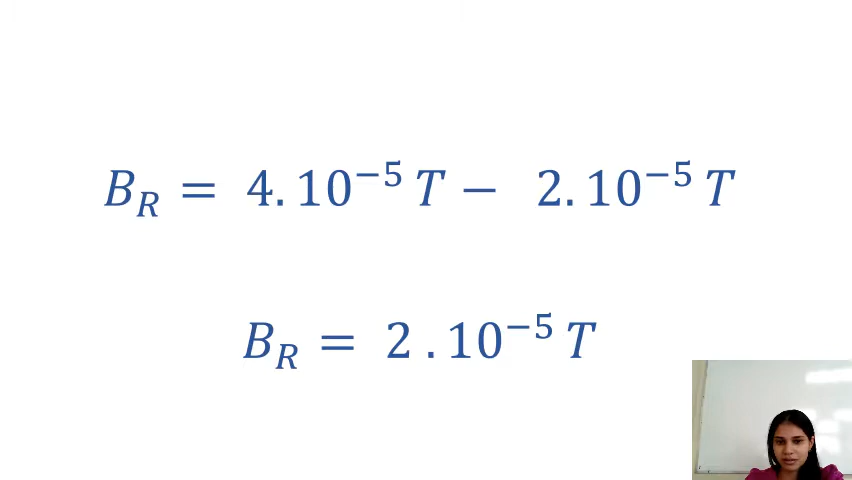 B_R = 4. 10⁻⁵ T − 2. 10⁻⁵ T
B_R = 2 . 10⁻⁵ T